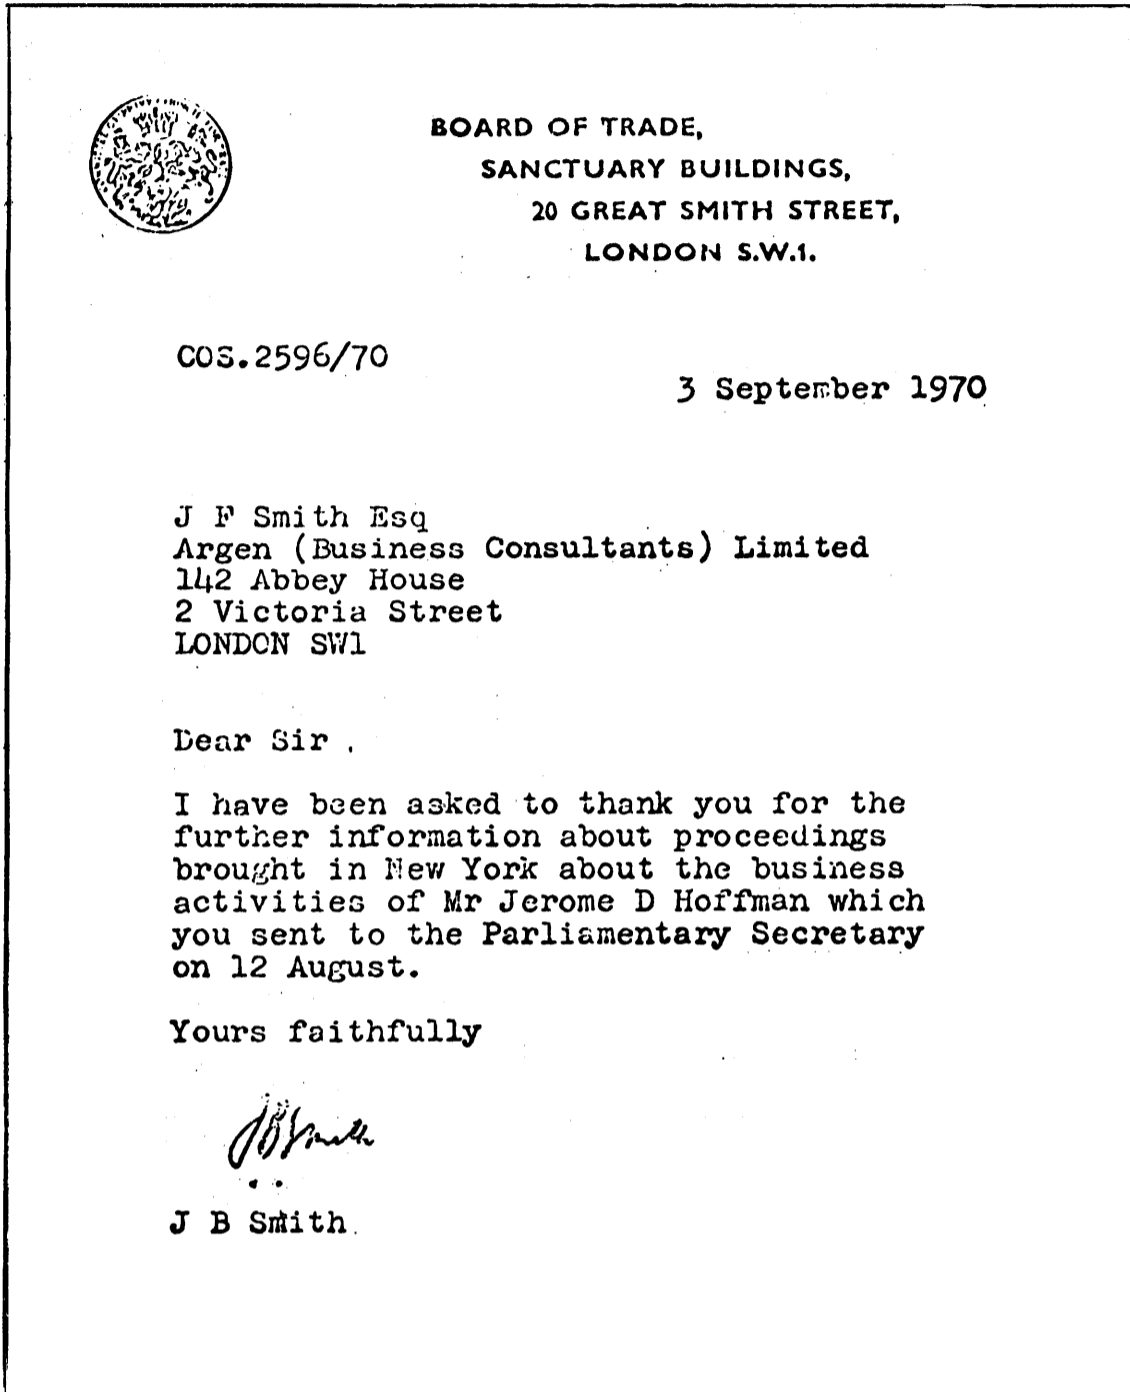 BOARD OF TRADE,
SANCTUARY BUILDINGS,
20 GREAT SMITH STREET,
LONDON S.W.1.
COS.2596/70
3 September 1970
J F Smith Esq
Argen (Business Consultants) Limited
142 Abbey House
2 Victoria Street
LONDON SW1
Dear Sir
I have been asked to thank you for the
further information about proceedings
brought in New York about the business
activities of Mr Jerome D Hoffman which
you sent to the Parliamentary Secretary
on 12 August.
Yours faithfully
JBSmith
J B Smith